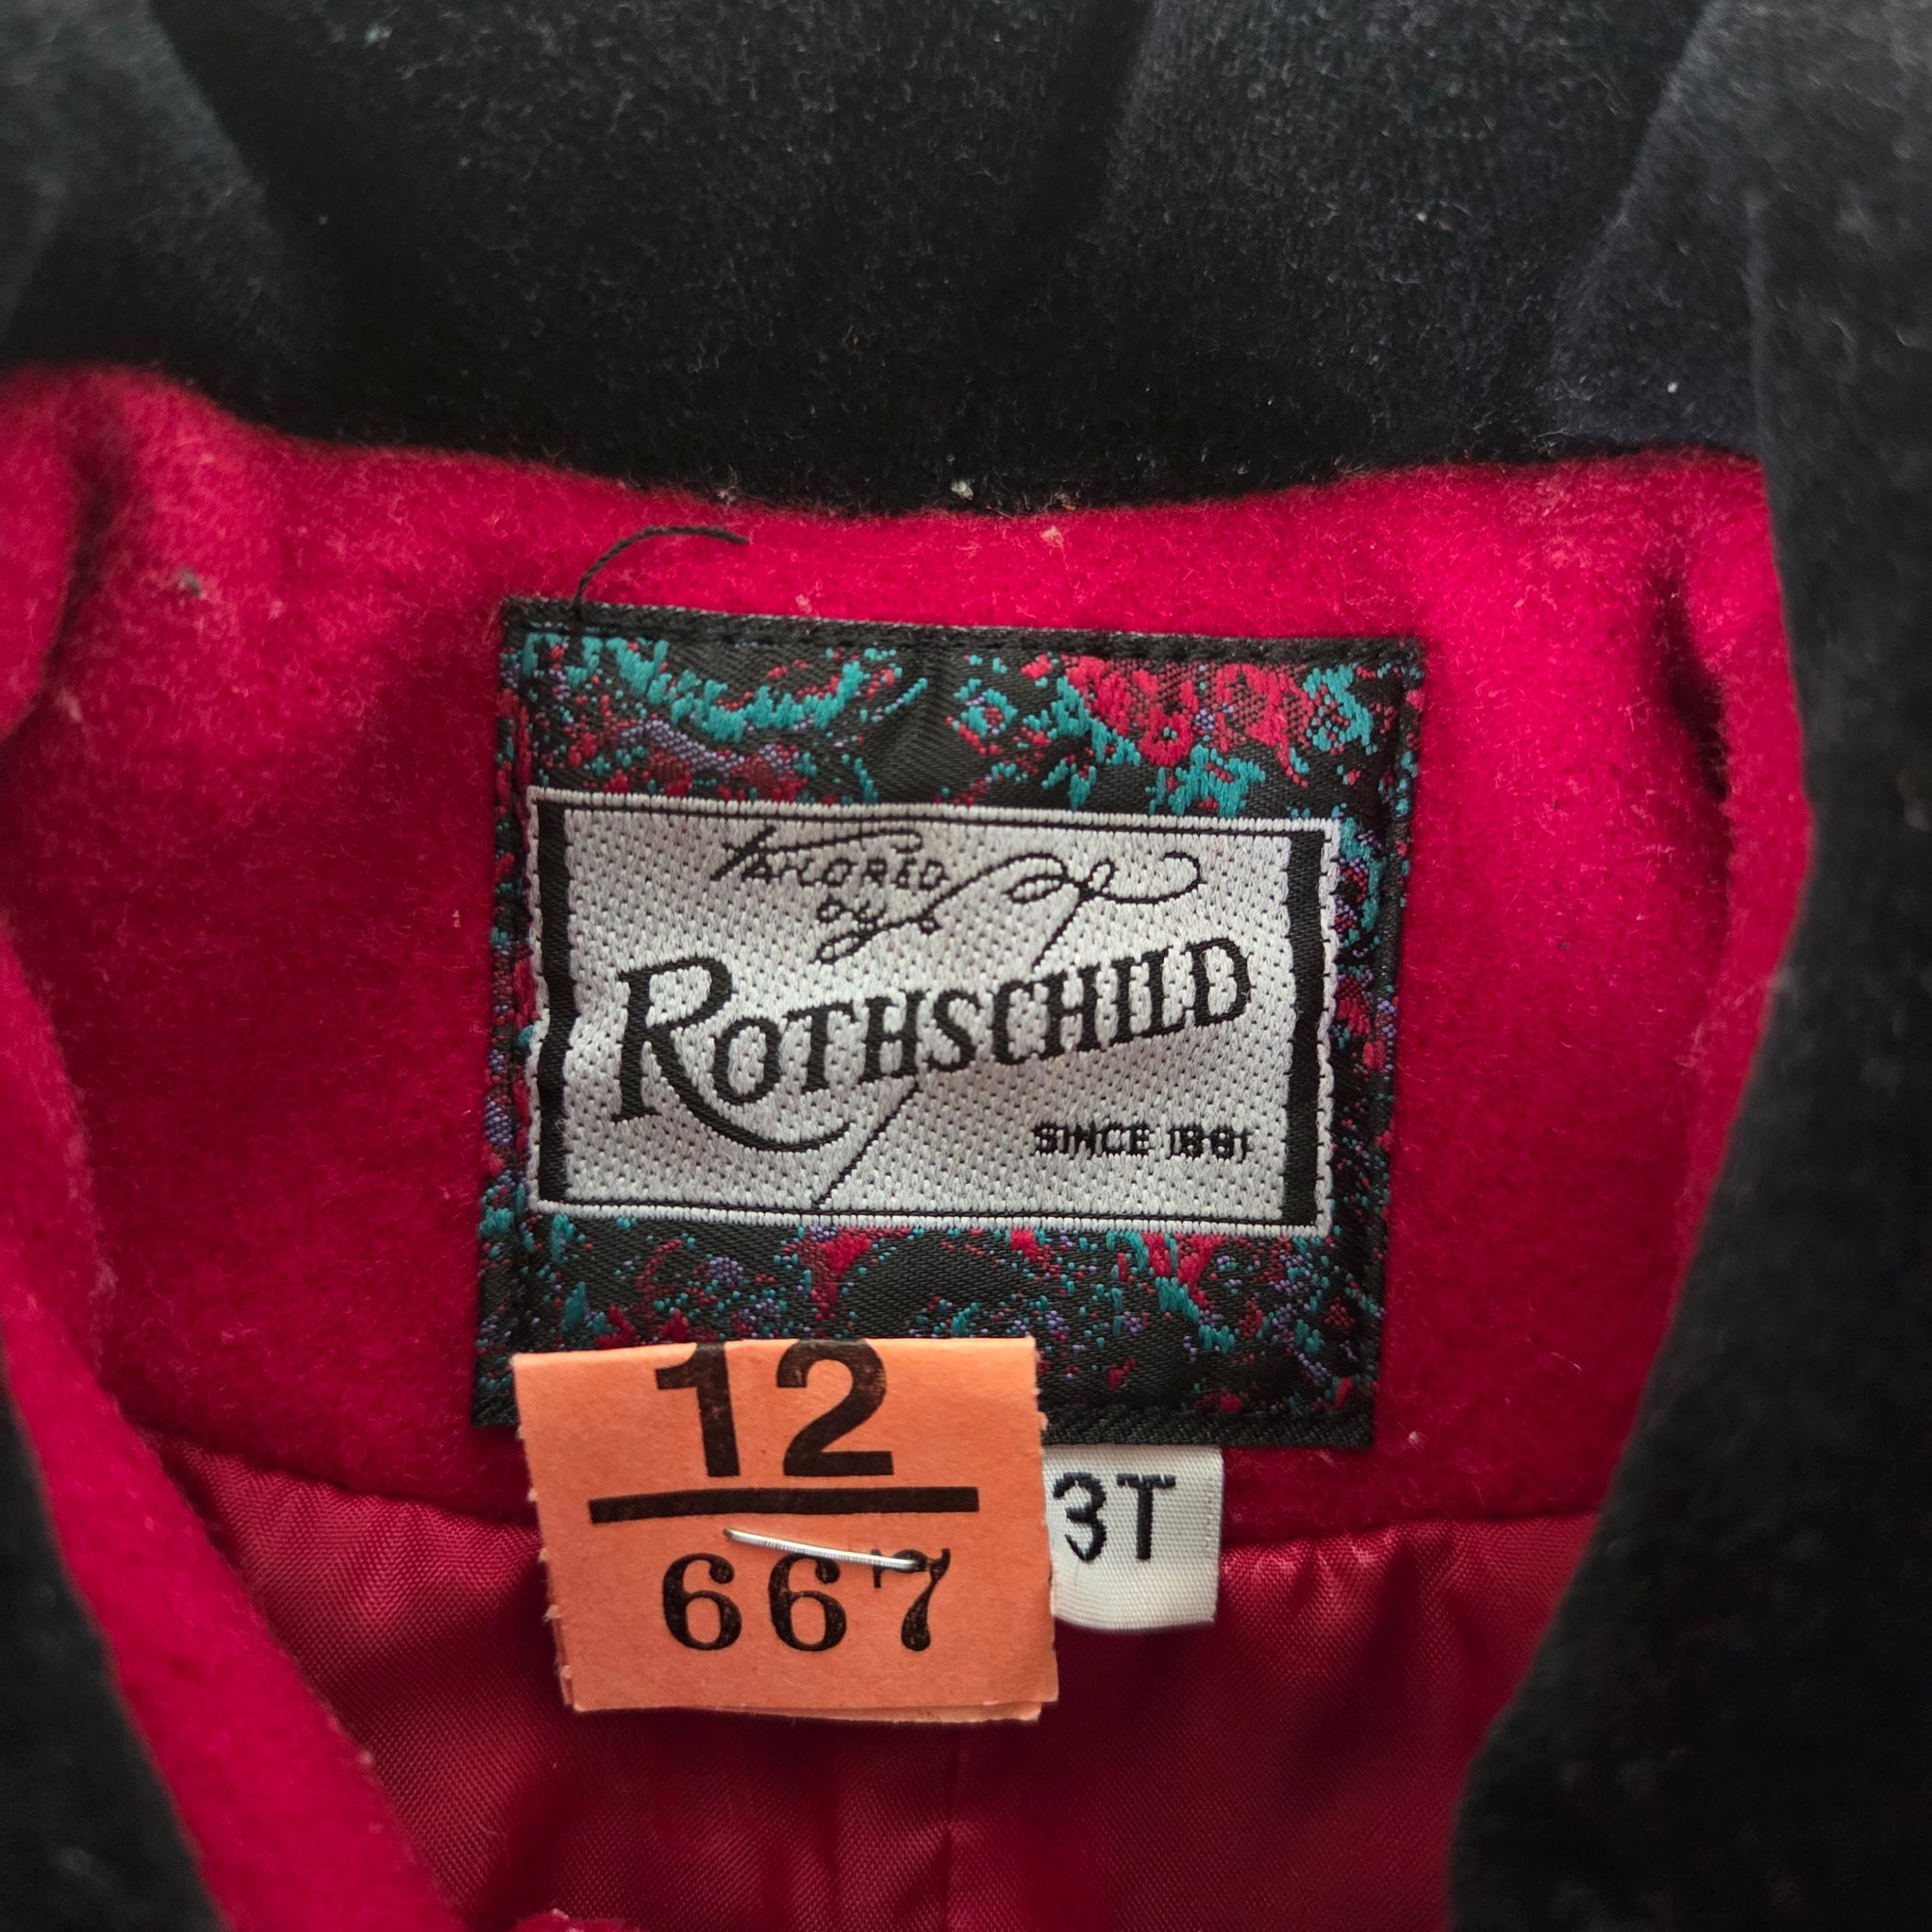 TAILORED
by
ROTHSCHILD
SINCE 1881
12
667
3T